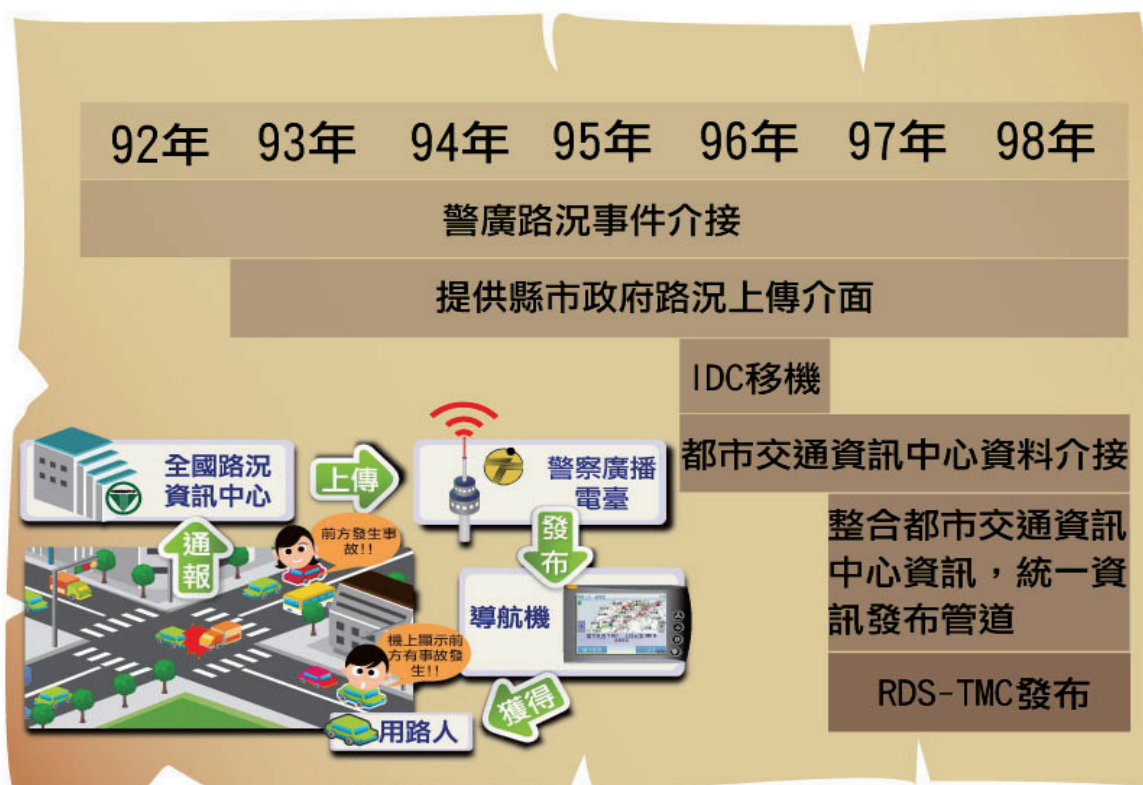 92年 93年 94年 95年 96年 97年 98年
警廣路況事件介接
提供縣市政府路況上傳介面
IDC移機
都市交通資訊中心資料介接
整合都市交通資訊
中心資訊，統一資
訊發布管道
RDS-TMC發布
全國路況
資訊中心
上傳
警察廣播
電臺
通
報
前方發生事
故!!
發
布
導航機
機上顯示前
方有事故發
生!!
獲得
用路人